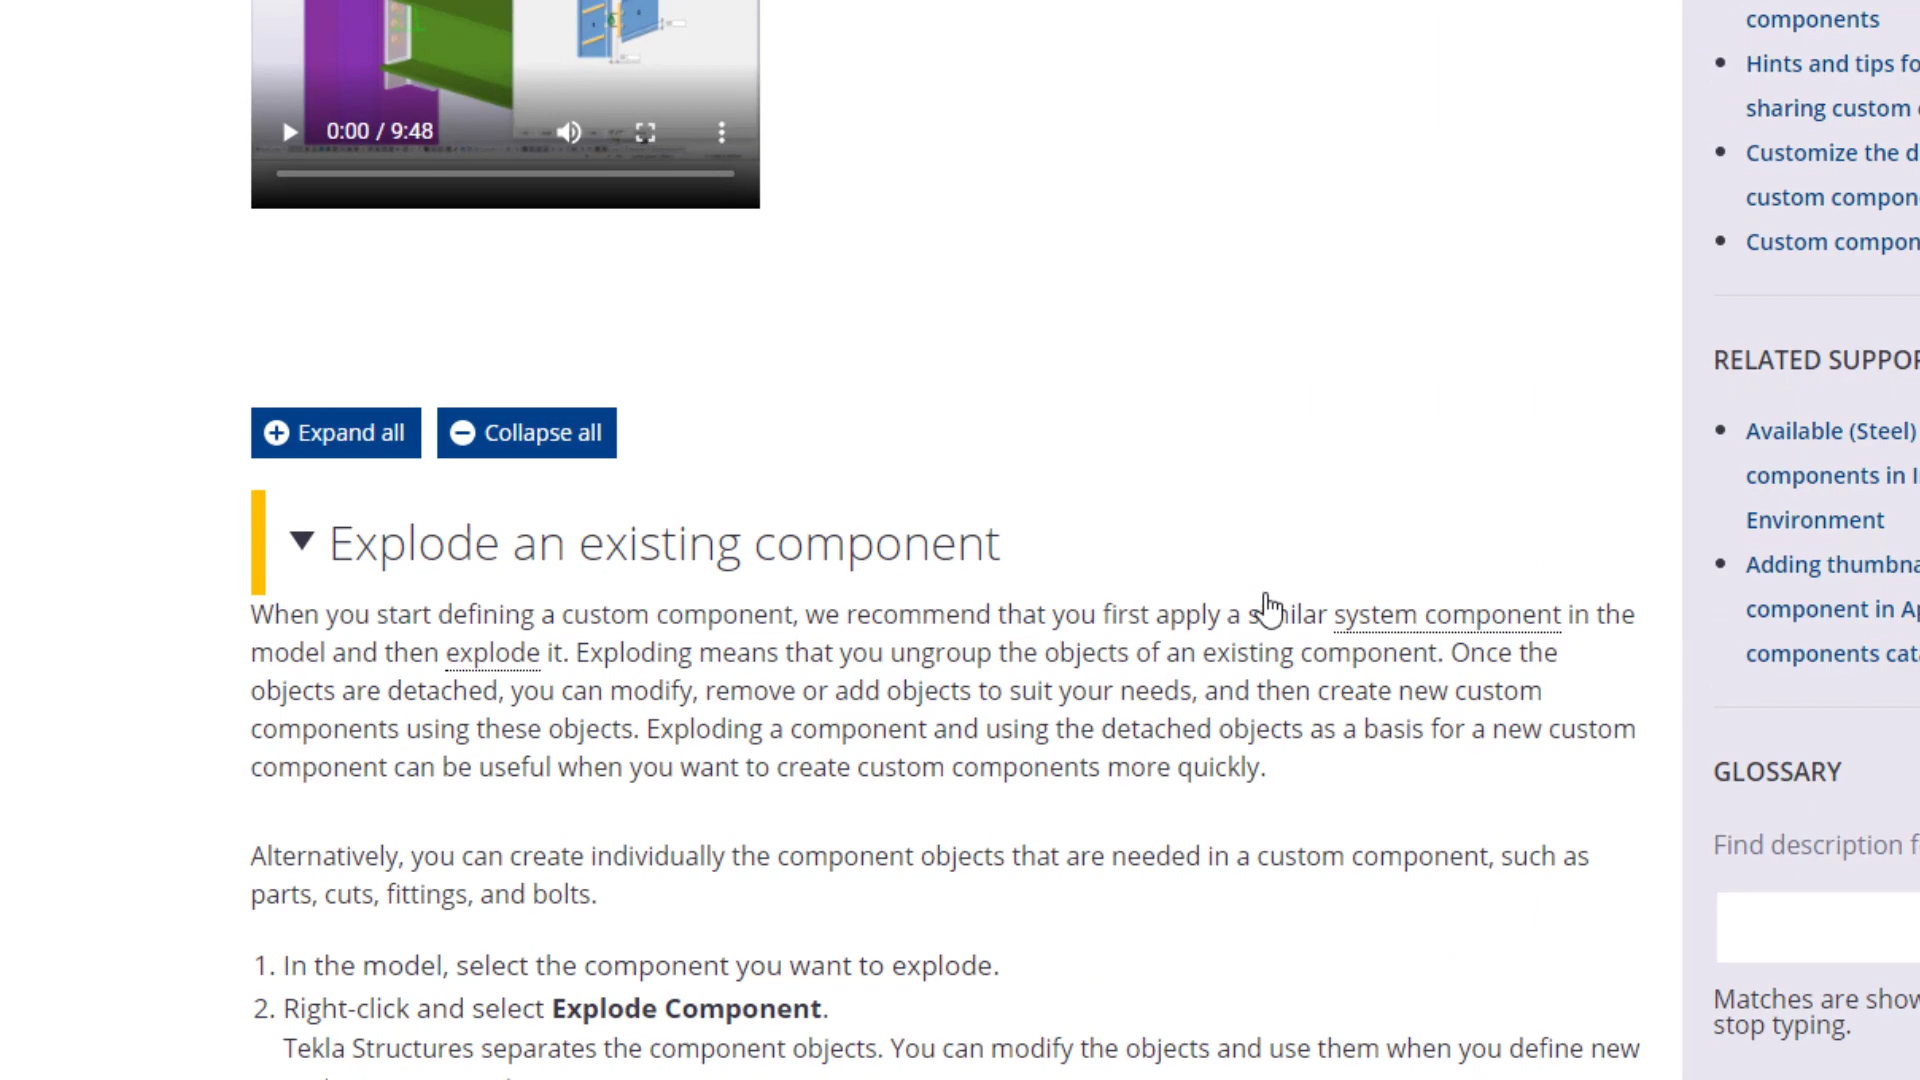 0:00 / 9:48
Expand all
Collapse all
Explode an existing component
When you start defining a custom component, we recommend that you first apply a similar system component in the
model and then explode it. Exploding means that you ungroup the objects of an existing component. Once the
objects are detached, you can modify, remove or add objects to suit your needs, and then create new custom
components using these objects. Exploding a component and using the detached objects as a basis for a new custom
component can be useful when you want to create custom components more quickly.
Alternatively, you can create individually the component objects that are needed in a custom component, such as
parts, cuts, fittings, and bolts.
1. In the model, select the component you want to explode.
2. Right-click and select Explode Component.
Tekla Structures separates the component objects. You can modify the objects and use them when you define new
components
Hints and tips fo
sharing custom
Customize the d
custom compon
Custom compon
RELATED SUPPOR
Available (Steel)
components in I
Environment
Adding thumbna
component in A
components cat
GLOSSARY
Find description f
Matches are show
stop typing.